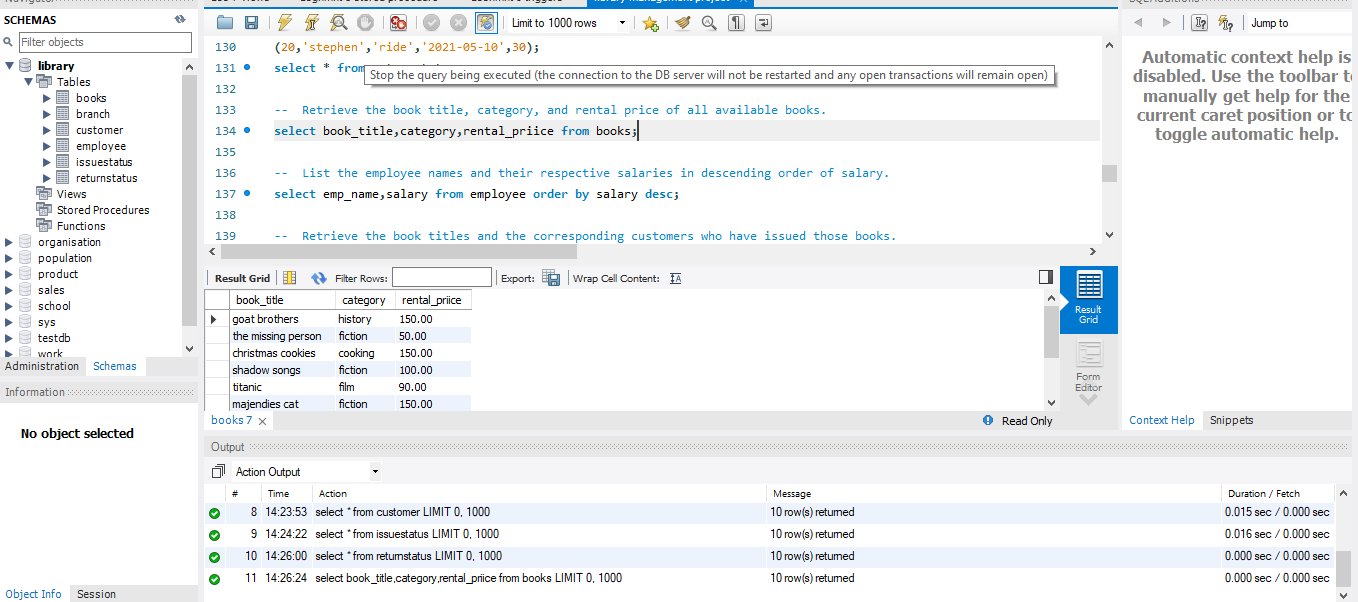 SCHEMAS
Filter objects
library
Tables
books
branch
customer
employee
issuestatus
returnstatus
Views
Stored Procedures
Functions
organisation
population
product
sales
school
sys
testdb
work
Administration Schemas
Information
No object selected
Object Info Session
Limit to 1000 rows
130 (20,'stephen','ride','2021-05-10',30);
131 select * from
Stop the query being executed (the connection to the DB server will not be restarted and any open transactions will remain open)
132
133 -- Retrieve the book title, category, and rental price of all available books.
134 select book_title,category,rental_priice from books;
135
136 -- List the employee names and their respective salaries in descending order of salary.
137 select emp_name,salary from employee order by salary desc;
138
139 -- Retrieve the book titles and the corresponding customers who have issued those books.
Result Grid Filter Rows: Export: Wrap Cell Content:
book_title category rental_priice
goat brothers history 150.00
the missing person fiction 50.00
christmas cookies cooking 150.00
shadow songs fiction 100.00
titanic film 90.00
majendies cat fiction 150.00
Result
Grid
Form
Editor
books 7 Read Only
Output
Action Output
# Time Action Message Duration / Fetch
8 14:23:53 select * from customer LIMIT 0, 1000 10 row(s) returned 0.015 sec / 0.000 sec
9 14:24:22 select * from issuestatus LIMIT 0, 1000 10 row(s) returned 0.016 sec / 0.000 sec
10 14:26:00 select * from returnstatus LIMIT 0, 1000 10 row(s) returned 0.000 sec / 0.000 sec
11 14:26:24 select book_title,category,rental_priice from books LIMIT 0, 1000 10 row(s) returned 0.000 sec / 0.000 sec
Jump to
Automatic context help is
disabled. Use the toolbar to
manually get help for the
current caret position or to
toggle automatic help.
Context Help Snippets